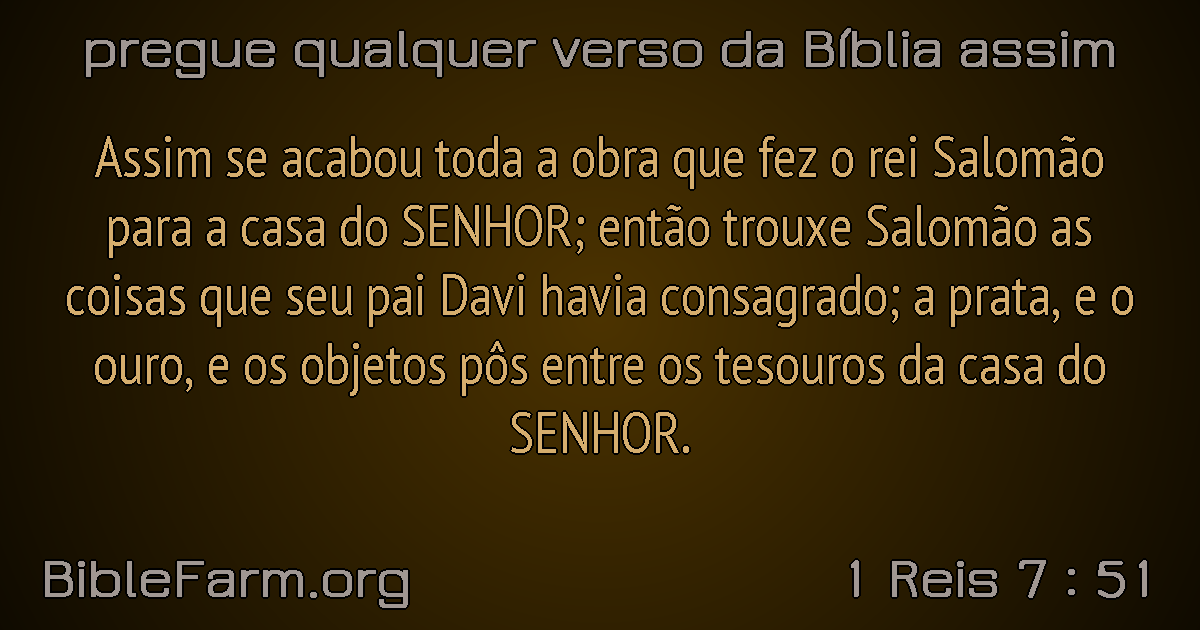 pregue qualquer verso da Bíblia assim
Assim se acabou toda a obra que fez o rei Salomão
para a casa do SENHOR; então trouxe Salomão as
coisas que seu pai Davi havia consagrado; a prata, e o
ouro, e os objetos pôs entre os tesouros da casa do
SENHOR.
BibleFarm.org
1 Reis 7 : 51